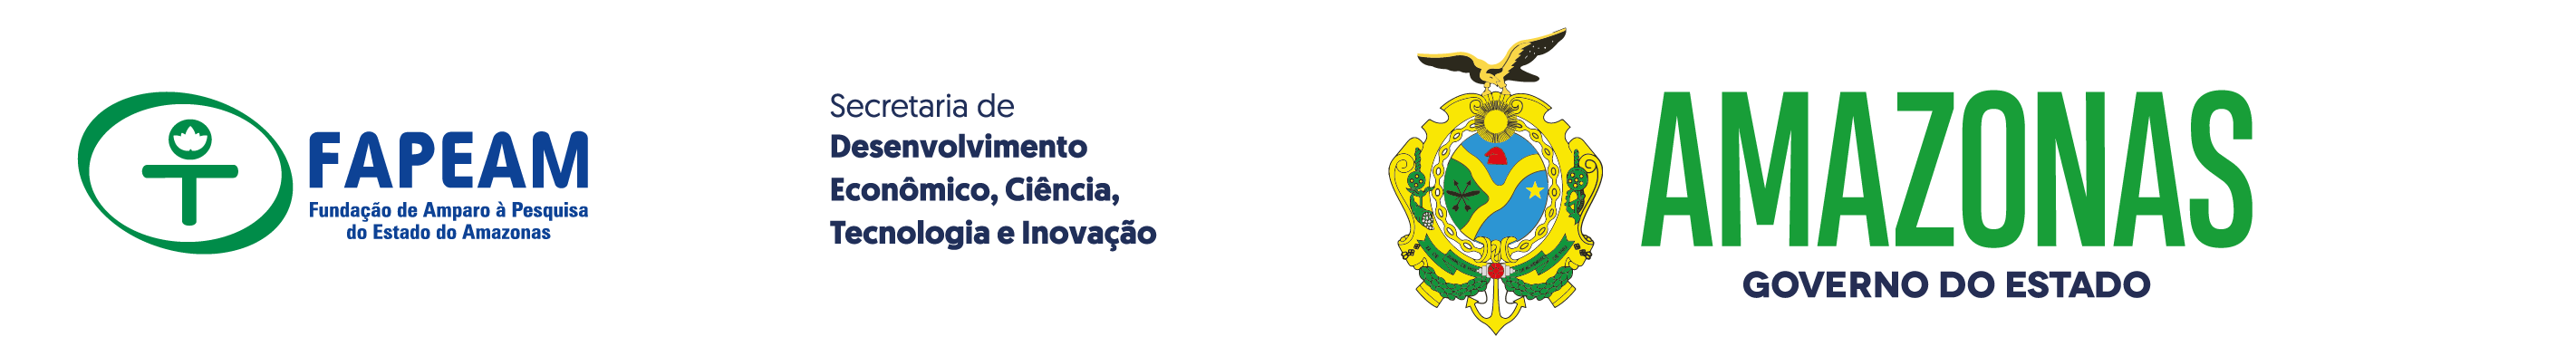 FAPEAM
Fundação de Amparo à Pesquisa
do Estado do Amazonas
Secretaria de
Desenvolvimento
Econômico, Ciência,
Tecnologia e Inovação
AMAZONAS
GOVERNO DO ESTADO